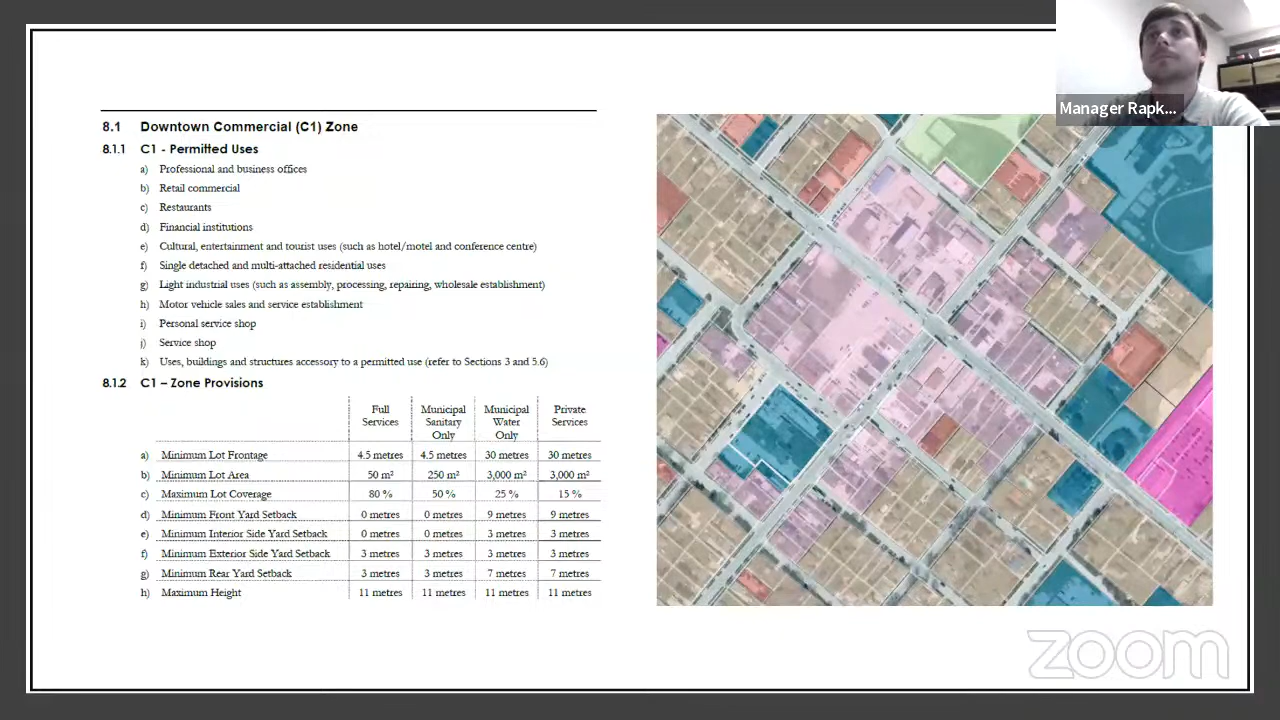 Manager Rapk...
8.1 Downtown Commercial (C1) Zone
8.1.1 C1 - Permitted Uses
a) Professional and business offices
b) Retail commercial
c) Restaurants
d) Financial institutions
e) Cultural, entertainment and tourist uses (such as hotel/motel and conference centre)
f) Single detached and multi-attached residential uses
g) Light industrial uses (such as assembly, processing, repairing, wholesale establishment)
h) Motor vehicle sales and service establishment
i) Personal service shop
j) Service shop
k) Uses, buildings and structures accessory to a permitted use (refer to Sections 3 and 5.6)
8.1.2 C1 – Zone Provisions
Full Services Municipal Sanitary Only Municipal Water Only Private Services
a) Minimum Lot Frontage 4.5 metres 4.5 metres 30 metres 30 metres
b) Minimum Lot Area 50 m² 250 m² 3,000 m² 3,000 m²
c) Maximum Lot Coverage 80 % 50 % 25 % 15 %
d) Minimum Front Yard Setback 0 metres 0 metres 9 metres 9 metres
e) Minimum Interior Side Yard Setback 0 metres 0 metres 3 metres 3 metres
f) Minimum Exterior Side Yard Setback 3 metres 3 metres 3 metres 3 metres
g) Minimum Rear Yard Setback 3 metres 3 metres 7 metres 7 metres
h) Maximum Height 11 metres 11 metres 11 metres 11 metres
zoom